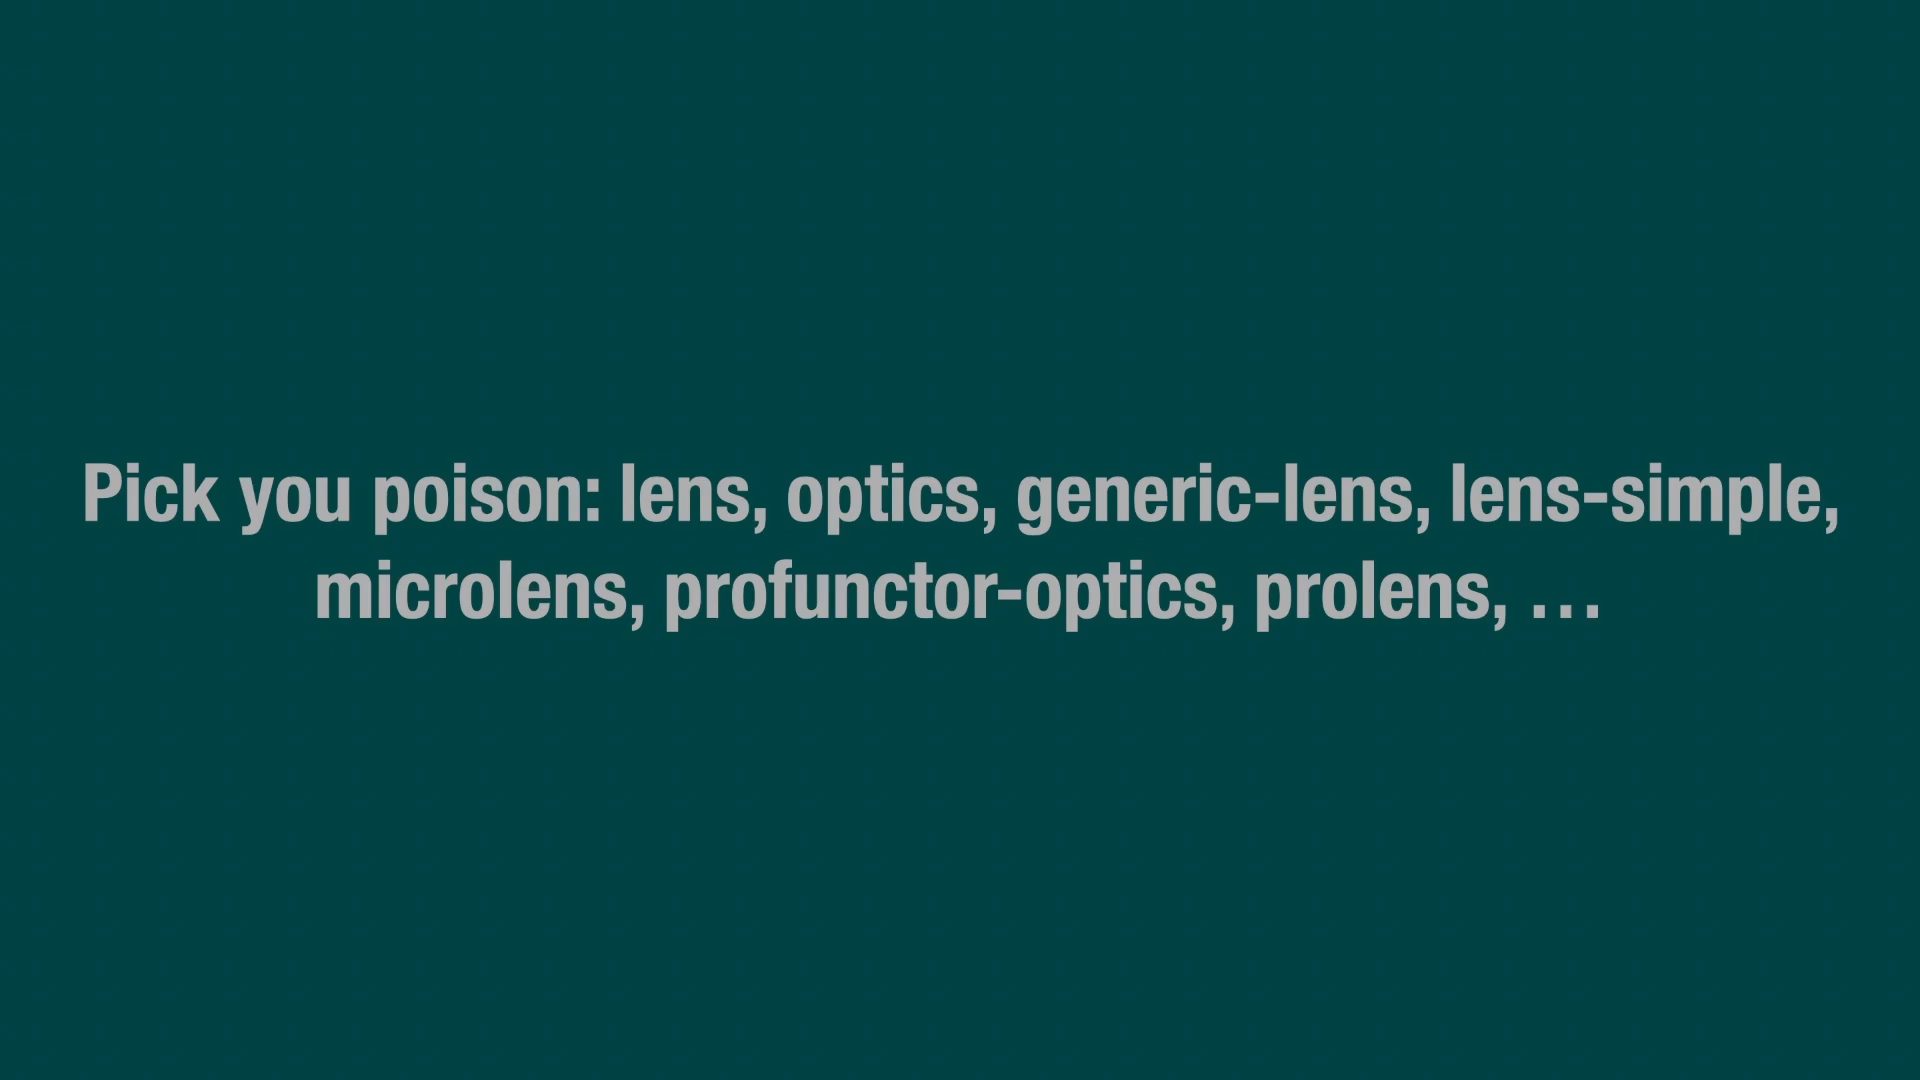 Pick you poison: lens, optics, generic-lens, lens-simple,
microlens, profunctor-optics, prolens, …